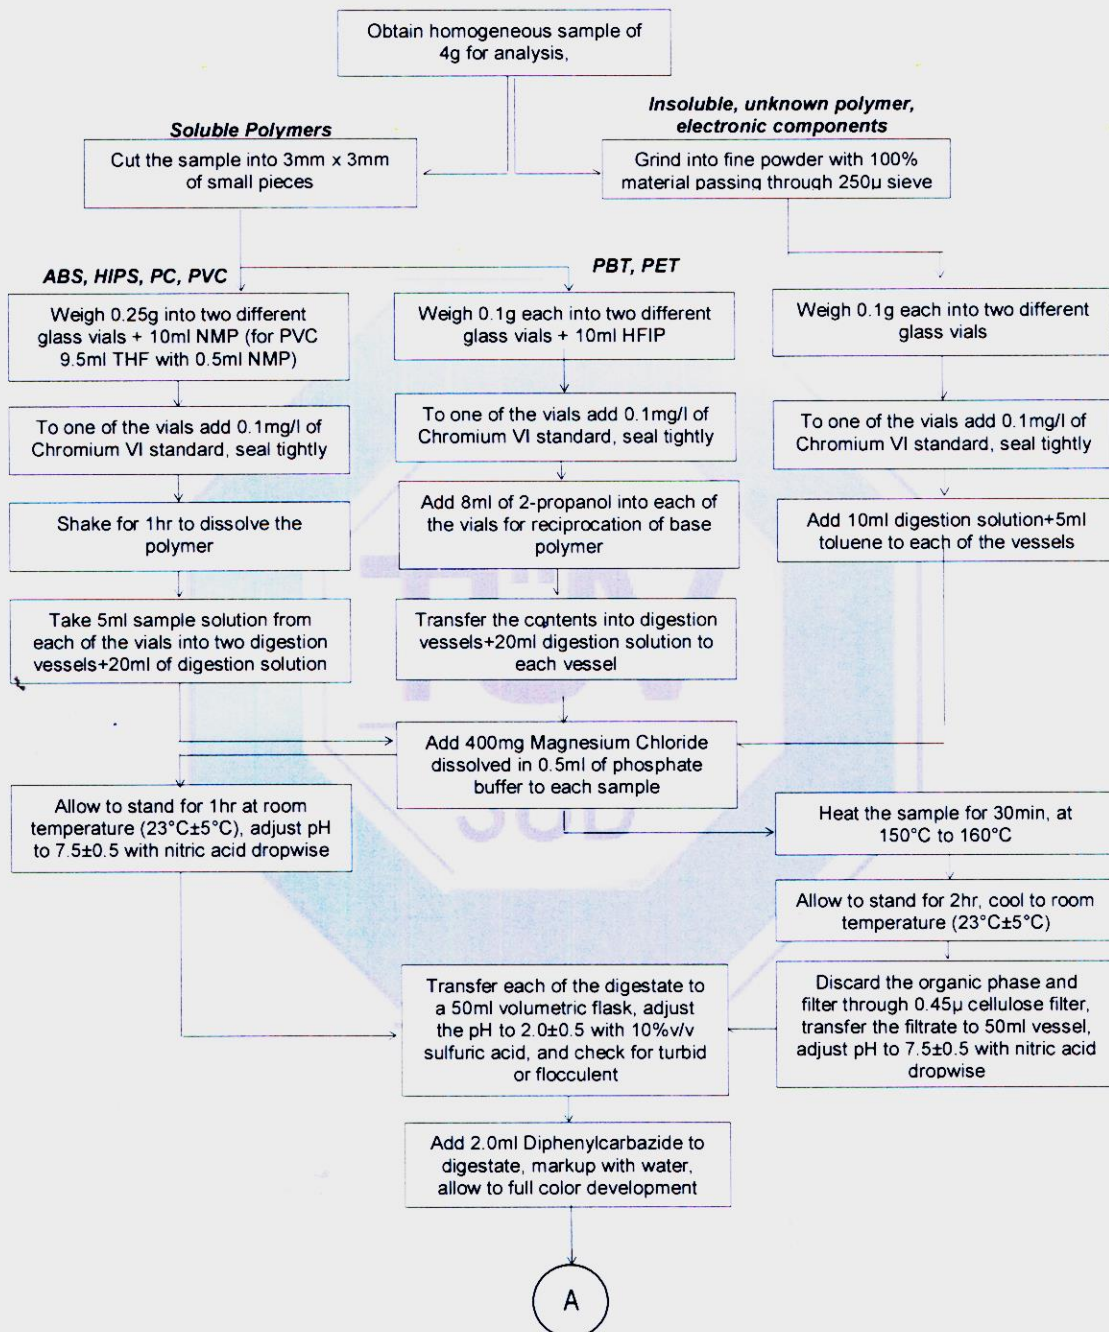 Obtain homogeneous sample of
4g for analysis,
Soluble Polymers
Insoluble, unknown polymer,
electronic components
Cut the sample into 3mm x 3mm
of small pieces
Grind into fine powder with 100%
material passing through 250µ sieve
ABS, HIPS, PC, PVC
PBT, PET
Weigh 0.25g into two different
glass vials + 10ml NMP (for PVC
9.5ml THF with 0.5ml NMP)
Weigh 0.1g each into two different
glass vials + 10ml HFIP
Weigh 0.1g each into two different
glass vials
To one of the vials add 0.1mg/l of
Chromium VI standard, seal tightly
To one of the vials add 0.1mg/l of
Chromium VI standard, seal tightly
To one of the vials add 0.1mg/l of
Chromium VI standard, seal tightly
Shake for 1hr to dissolve the
polymer
Add 8ml of 2-propanol into each of
the vials for reciprocation of base
polymer
Add 10ml digestion solution+5ml
toluene to each of the vessels
Take 5ml sample solution from
each of the vials into two digestion
vessels+20ml of digestion solution
Transfer the contents into digestion
vessels+20ml digestion solution to
each vessel
Add 400mg Magnesium Chloride
dissolved in 0.5ml of phosphate
buffer to each sample
Allow to stand for 1hr at room
temperature (23°C±5°C), adjust pH
to 7.5±0.5 with nitric acid dropwise
Heat the sample for 30min, at
150°C to 160°C
Allow to stand for 2hr, cool to room
temperature (23°C±5°C)
Transfer each of the digestate to
a 50ml volumetric flask, adjust
the pH to 2.0±0.5 with 10%v/v
sulfuric acid, and check for turbid
or flocculent
Discard the organic phase and
filter through 0.45µ cellulose filter,
transfer the filtrate to 50ml vessel,
adjust pH to 7.5±0.5 with nitric acid
dropwise
Add 2.0ml Diphenylcarbazide to
digestate, markup with water,
allow to full color development
A
TÜV
SÜD